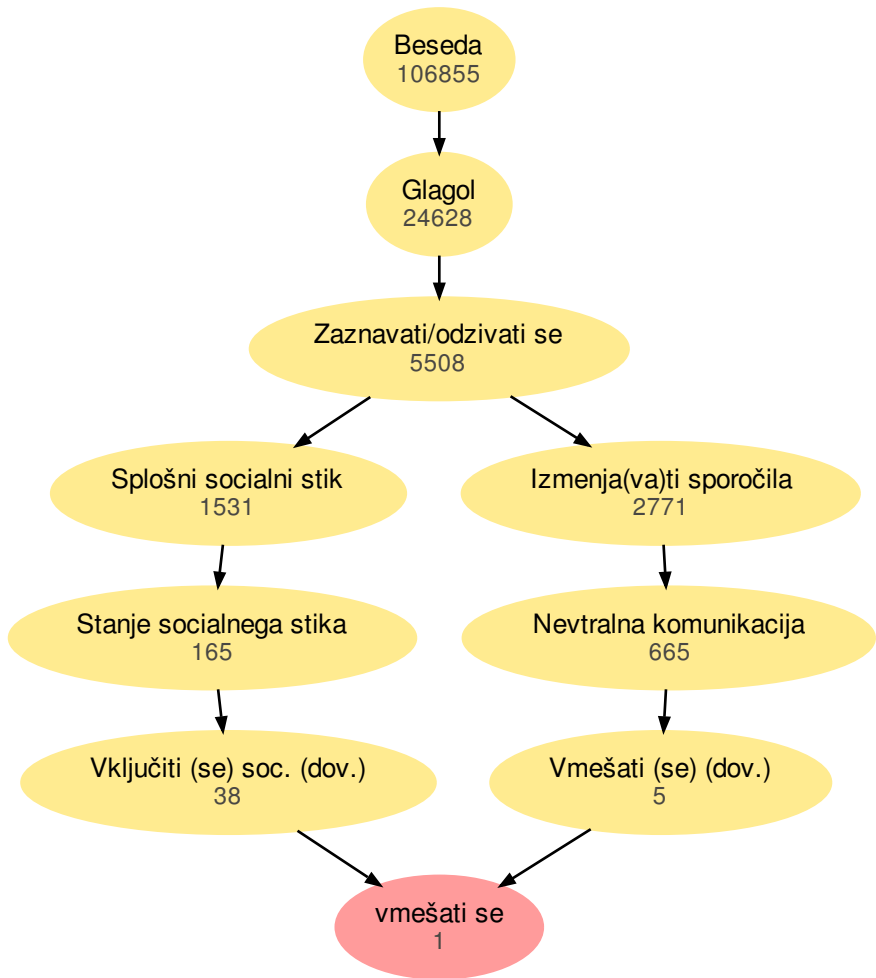 Beseda
106855
Glagol
24628
Zaznavati/odzivati se
5508
Splošni socialni stik
1531
Izmenja(va)ti sporočila
2771
Stanje socialnega stika
165
Nevtralna komunikacija
665
Vključiti (se) soc. (dov.)
38
Vmešati (se) (dov.)
5
vmešati se
1